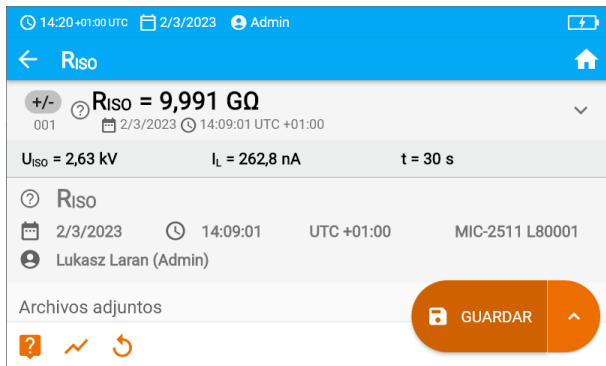 14:20+01:00 UTC 2/3/2023 Admin
RISO
+/- RISO = 9,991 GΩ
001 2/3/2023 14:09:01 UTC +01:00
UISO = 2,63 kV IL = 262,8 nA t = 30 s
RISO
2/3/2023 14:09:01 UTC +01:00 MIC-2511 L80001
Lukasz Laran (Admin)
Archivos adjuntos
GUARDAR